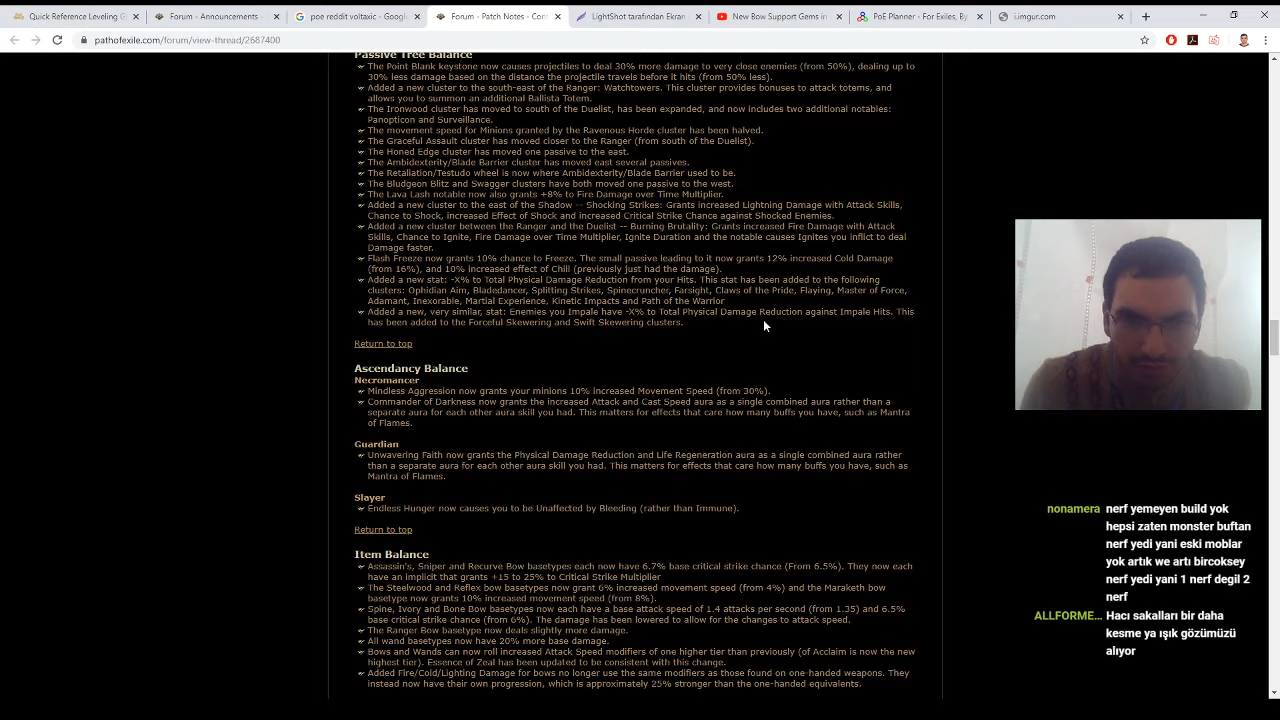 Quick Reference Leveling G
Forum - Announcements -
poe reddit voltaxic - Google
Forum - Patch Notes - Con
LightShot tarafından Ekran
New Bow Support Gems in
PoE Planner - For Exiles, By
i.imgur.com
pathofexile.com/forum/view-thread/2687400
Passive Tree Balance
The Point Blank keystone now causes projectiles to deal 30% more damage to very close enemies (from 50%), dealing up to
30% less damage based on the distance the projectile travels before it hits (from 50% less).
Added a new cluster to the south-east of the Ranger: Watchtowers. This cluster provides bonuses to attack totems, and
allows you to summon an additional Ballista Totem.
The Ironwood cluster has moved to south of the Duelist, has been expanded, and now includes two additional notables:
Panopticon and Surveillance.
The movement speed for Minions granted by the Ravenous Horde cluster has been halved.
The Graceful Assault cluster has moved closer to the Ranger (from south of the Duelist).
The Honed Edge cluster has moved one passive to the east.
The Ambidexterity/Blade Barrier cluster has moved east several passives.
The Retaliation/Testudo wheel is now where Ambidexterity/Blade Barrier used to be.
The Bludgeon Blitz and Swagger clusters have both moved one passive to the west.
The Lava Lash notable now also grants +8% to Fire Damage over Time Multiplier.
Added a new cluster to the east of the Shadow -- Shocking Strikes: Grants increased Lightning Damage with Attack Skills,
Chance to Shock, increased Effect of Shock and increased Critical Strike Chance against Shocked Enemies.
Added a new cluster between the Ranger and the Duelist -- Burning Brutality: Grants increased Fire Damage with Attack
Skills, Chance to Ignite, Fire Damage over Time Multiplier, Ignite Duration and the notable causes Ignites you inflict to deal
Damage faster.
Flash Freeze now grants 10% chance to Freeze. The small passive leading to it now grants 12% increased Cold Damage
(from 16%), and 10% increased effect of Chill (previously just had the damage).
Added a new stat: -X% to Total Physical Damage Reduction from your Hits. This stat has been added to the following
clusters: Ophidian Aim, Bladedancer, Splitting Strikes, Spinecruncher, Farsight, Claws of the Pride, Flaying, Master of Force,
Adamant, Inexorable, Martial Experience, Kinetic Impacts and Path of the Warrior
Added a new, very similar, stat: Enemies you Impale have -X% to Total Physical Damage Reduction against Impale Hits. This
has been added to the Forceful Skewering and Swift Skewering clusters.
Return to top
Ascendancy Balance
Necromancer
Mindless Aggression now grants your minions 10% increased Movement Speed (from 30%).
Commander of Darkness now grants the increased Attack and Cast Speed aura as a single combined aura rather than a
separate aura for each other aura skill you had. This matters for effects that care how many buffs you have, such as Mantra
of Flames.
Guardian
Unwavering Faith now grants the Physical Damage Reduction and Life Regeneration aura as a single combined aura rather
than a separate aura for each other aura skill you had. This matters for effects that care how many buffs you have, such as
Mantra of Flames.
Slayer
Endless Hunger now causes you to be Unaffected by Bleeding (rather than Immune).
Return to top
Item Balance
Assassin's, Sniper and Recurve Bow basetypes each now have 6.7% base critical strike chance (From 6.5%). They now each
have an implicit that grants +15 to 25% to Critical Strike Multiplier
The Steelwood and Reflex bow basetypes now grant 6% increased movement speed (from 4%) and the Maraketh bow
basetype now grants 10% increased movement speed (from 8%).
Spine, Ivory and Bone Bow basetypes now each have a base attack speed of 1.4 attacks per second (from 1.35) and 6.5%
base critical strike chance (from 6%). The damage has been lowered to allow for the changes to attack speed.
The Ranger Bow basetype now deals slightly more damage.
All wand basetypes now have 20% more base damage.
Bows and Wands can now roll increased Attack Speed modifiers of one higher tier than previously (of Acclaim is now the new
highest tier). Essence of Zeal has been updated to be consistent with this change.
Added Fire/Cold/Lighting Damage for bows no longer use the same modifiers as those found on one-handed weapons. They
instead now have their own progression, which is approximately 25% stronger than the one-handed equivalents.
nonamera nerf yemeyen build yok
hepsi zaten monster buftan
nerf yedi yani eski moblar
yok artık ve artı bircoksey
nerf yedi yani 1 nerf degil 2
nerf
ALLFORME... Hacı sakalları bir daha
kesme ya ışık gözümüzü
alıyor